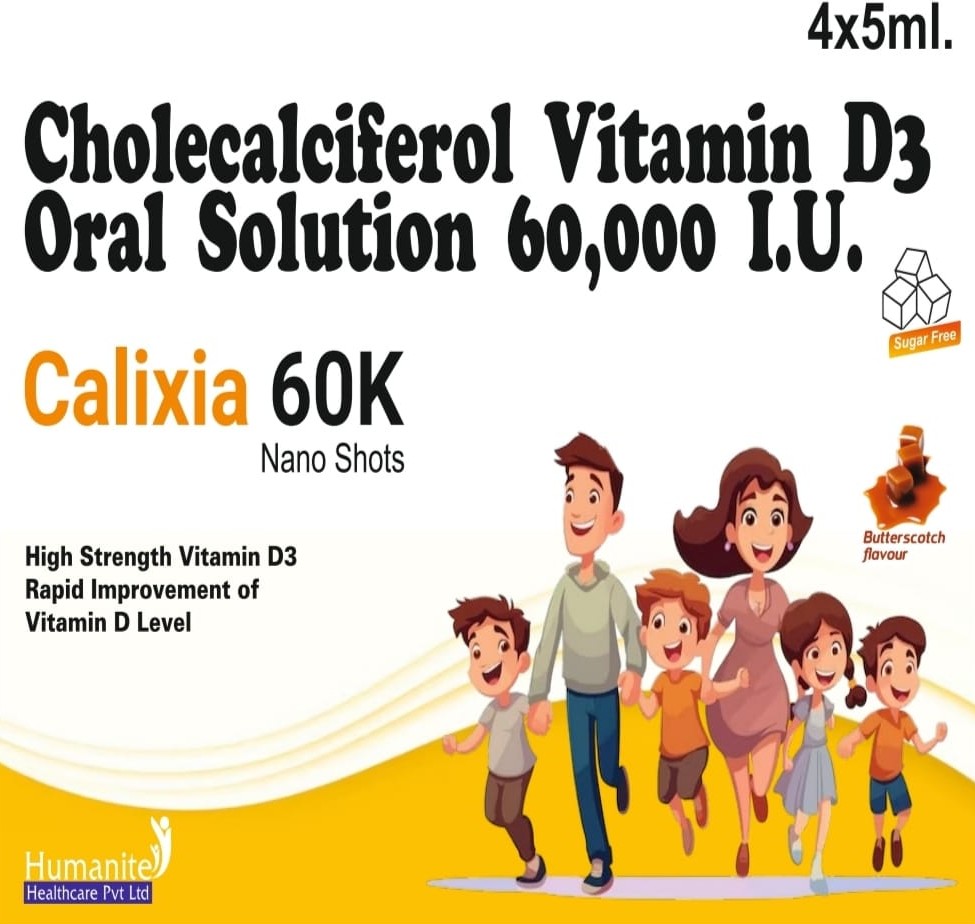 4x5ml.
Cholecalciferol Vitamin D3
Oral Solution 60,000 I.U.
Sugar Free
Calixia 60K
Nano Shots
Butterscotch
flavour
High Strength Vitamin D3
Rapid Improvement of
Vitamin D Level
Humanite
Healthcare Pvt Ltd